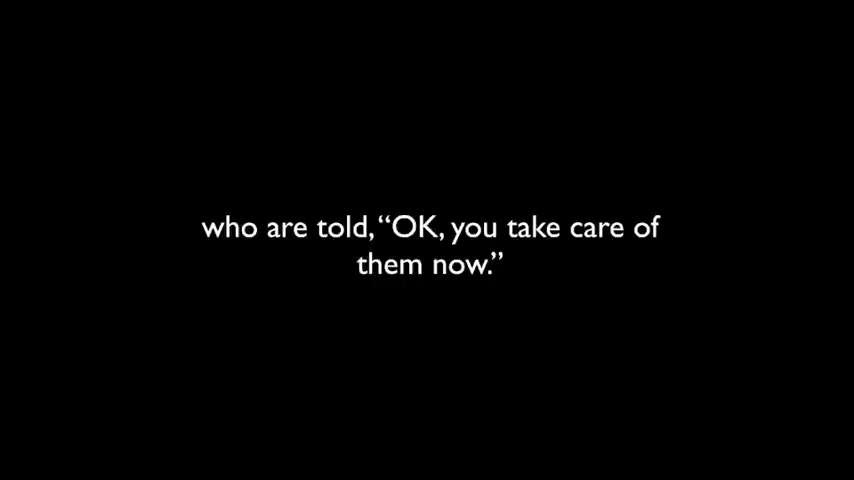 who are told, “OK, you take care of
them now.”